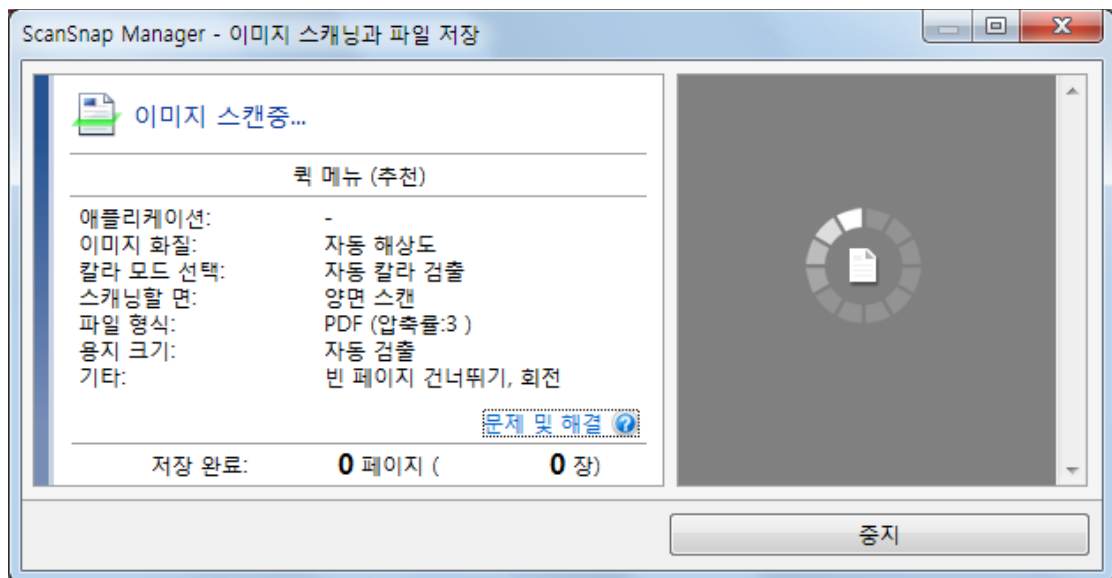 ScanSnap Manager - 이미지 스캐닝과 파일 저장
이미지 스캔중...
퀵 메뉴 (추천)
애플리케이션: -
이미지 화질: 자동 해상도
칼라 모드 선택: 자동 칼라 검출
스캐닝할 면: 양면 스캔
파일 형식: PDF (압축률:3 )
용지 크기: 자동 검출
기타: 빈 페이지 건너뛰기, 회전
문제 및 해결 ?
저장 완료: 0 페이지 ( 0 장)
중지